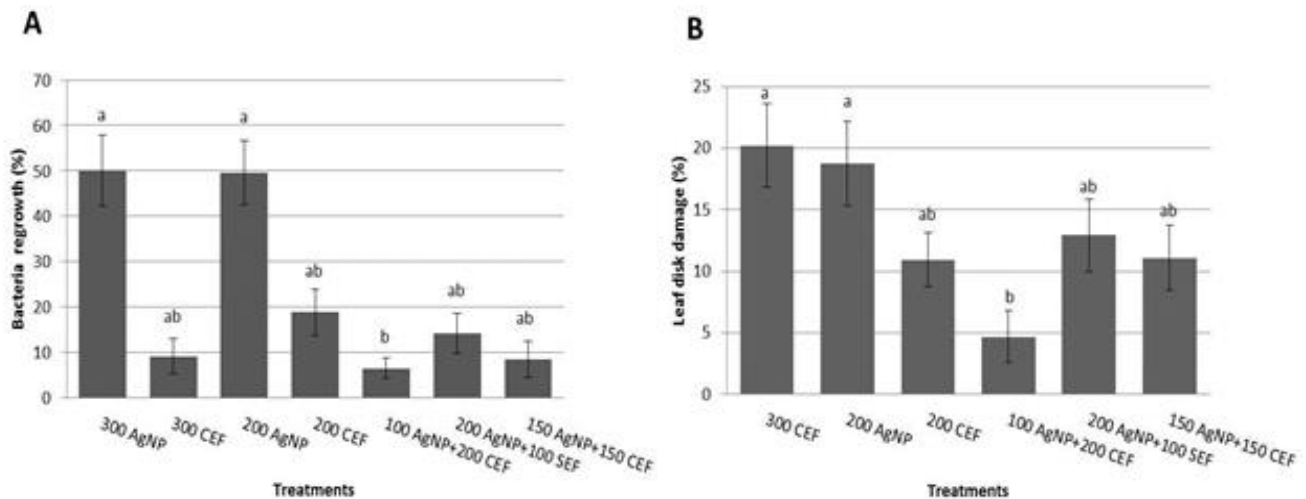 A
Bacteria regrowth (%)
70
60
50
40
30
20
10
0
a
ab
a
ab
b
ab
ab
300 AgNP
300 CEF
200 AgNP
200 CEF
100 AgNP+200 CEF
200 AgNP+100 SEF
150 AgNP+150 CEF
Treatments
B
Leaf disk damage (%)
25
20
15
10
5
0
a
a
ab
b
ab
ab
300 CEF
200 AgNP
200 CEF
100 AgNP+200 CEF
200 AgNP+100 SEF
150 AgNP+150 CEF
Treatments